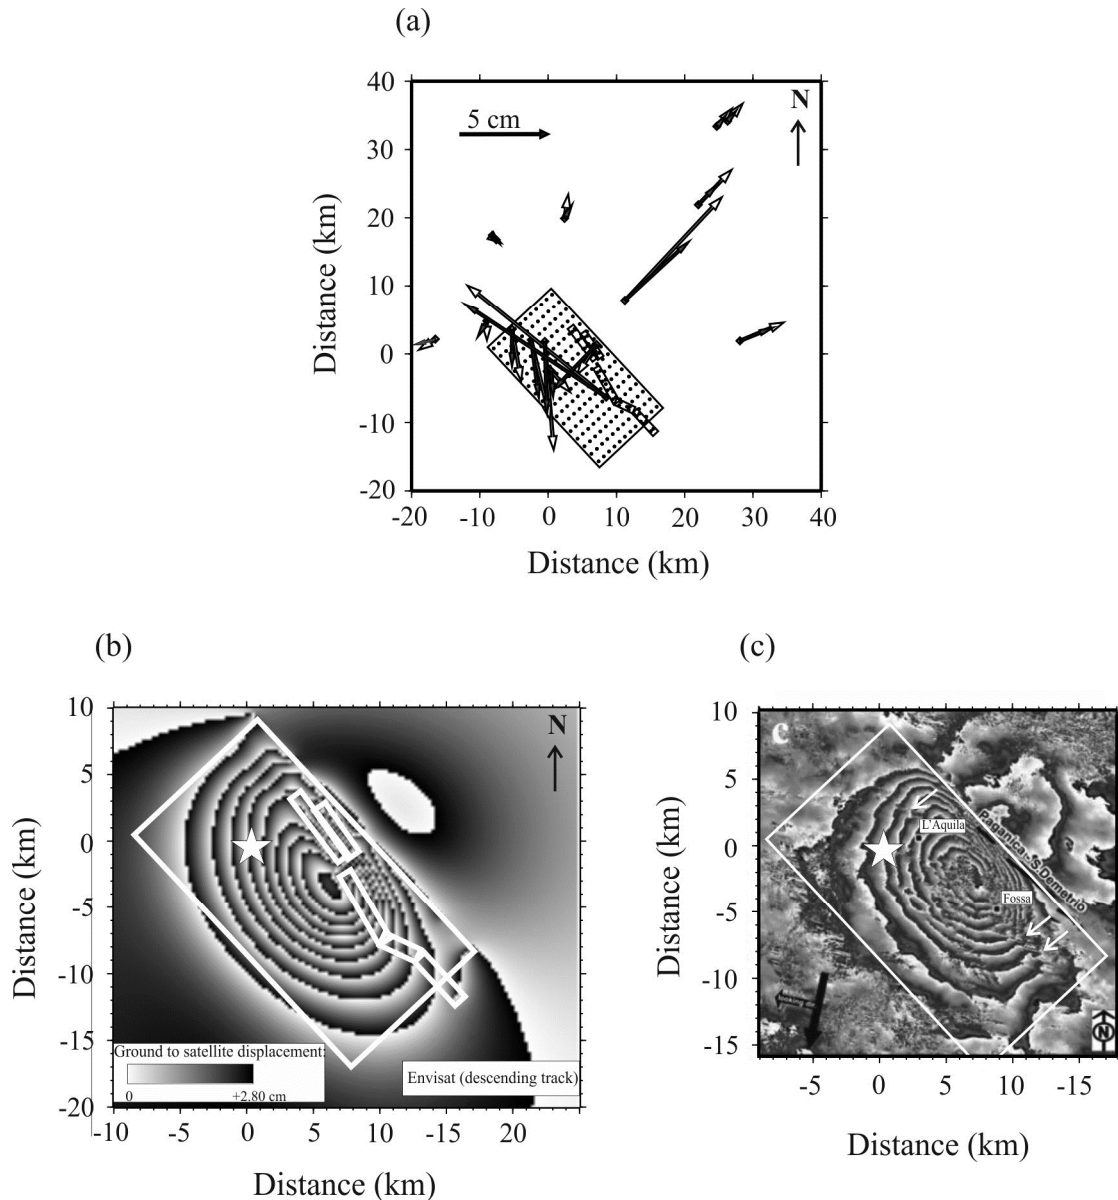 (a)
40
30
20
10
0
-10
-20
Distance (km)
5 cm
N
-20 -10 0 10 20 30 40
Distance (km)
(b)
10
5
0
-5
-10
-15
-20
Distance (km)
N
Ground to satellite displacement:
0 +2.80 cm
Envisat (descending track)
-10 -5 0 5 10 -15 20
Distance (km)
(c)
10
5
0
-5
-10
-15
Distance (km)
c
L'Aquila
Paganica - S.Demetrio
Fossa
N
-5 0 5 10 -15
Distance (km)